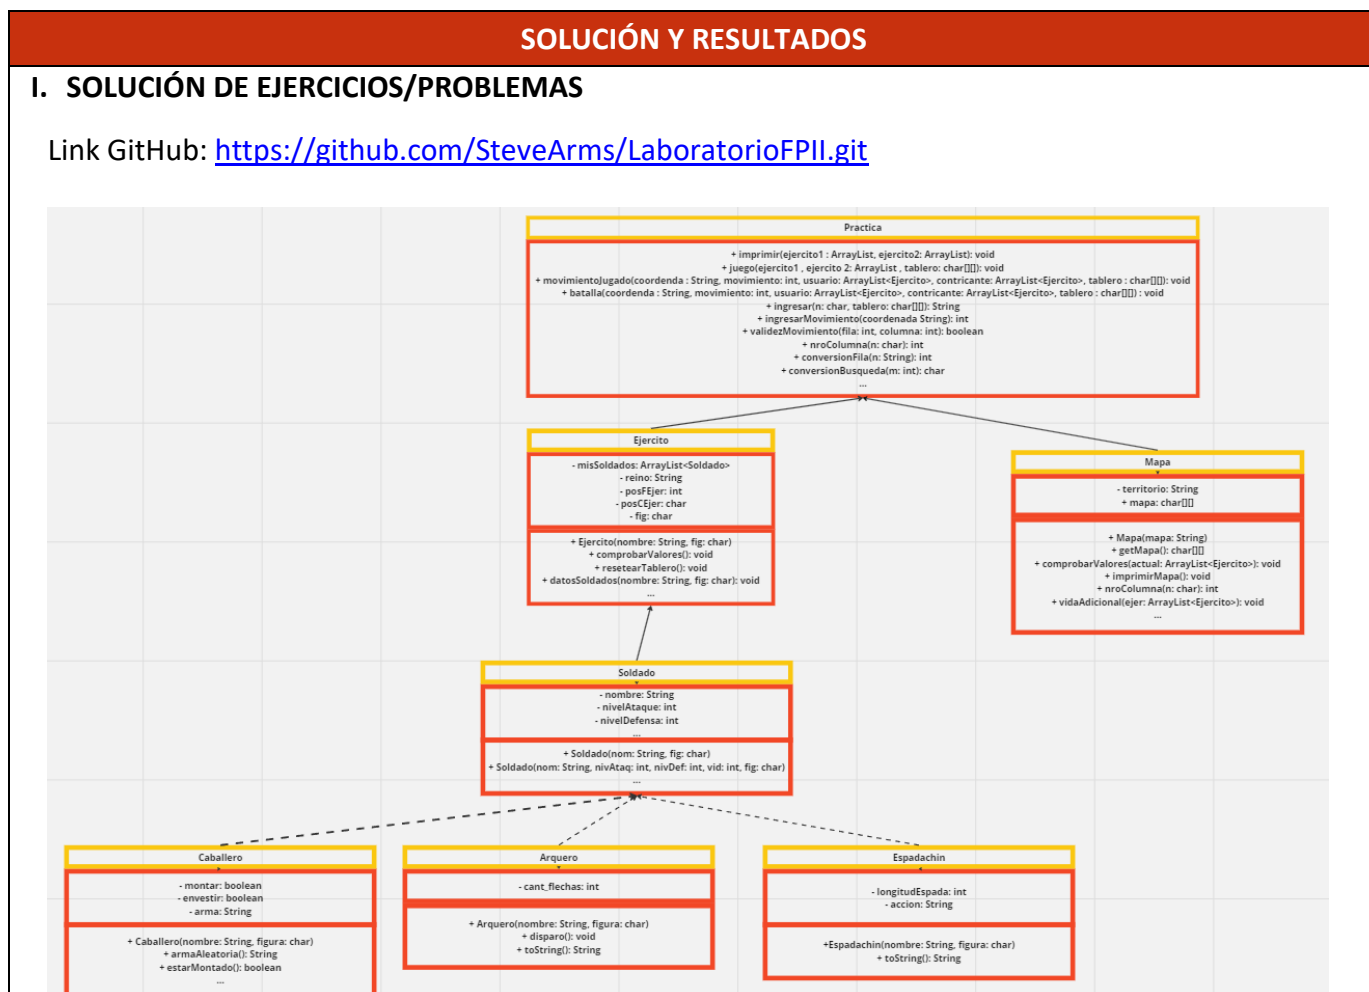 SOLUCIÓN Y RESULTADOS
I. SOLUCIÓN DE EJERCICIOS/PROBLEMAS
Link GitHub: https://github.com/SteveArms/LaboratorioFPII.git
Practica
+ imprimir(ejercito1 : ArrayList, ejercito2: ArrayList): void
+ juego(ejercito1 , ejercito 2: ArrayList , tablero: char[][]): void
+ movimientoJugado(coordenda : String, movimiento: int, usuario: ArrayList<Ejercito>, contricante: ArrayList<Ejercito>, tablero : char[][]): void
+ batalla(coordenda : String, movimiento: int, usuario: ArrayList<Ejercito>, contricante: ArrayList<Ejercito>, tablero : char[][]) : void
+ ingresar(n: char, tablero: char[][]): String
+ ingresarMovimiento(coordenada String): int
+ validezMovimiento(fila: int, columna: int): boolean
+ nroColumna(n: char): int
+ conversionFila(n: String): int
+ conversionBusqueda(m: int): char
...
Ejercito
- misSoldados: ArrayList<Soldado>
- reino: String
- posFEjer: int
- posCEjer: char
- fig: char
+ Ejercito(nombre: String, fig: char)
+ comprobarValores(): void
+ resetearTablero(): void
+ datosSoldados(nombre: String, fig: char): void
...
Mapa
- territorio: String
+ mapa: char[][]
+ Mapa(mapa: String)
+ getMapa(): char[][]
+ comprobarValores(actual: ArrayList<Ejercito>): void
+ imprimirMapa(): void
+ nroColumna(n: char): int
+ vidaAdicional(ejer: ArrayList<Ejercito>): void
...
Soldado
- nombre: String
- nivelAtaque: int
- nivelDefensa: int
...
+ Soldado(nom: String, fig: char)
+ Soldado(nom: String, nivAtaq: int, nivDef: int, vid: int, fig: char)
...
Caballero
- montar: boolean
- envestir: boolean
- arma: String
+ Caballero(nombre: String, figura: char)
+ armaAleatoria(): String
+ estarMontado(): boolean
...
Arquero
- cant_flechas: int
+ Arquero(nombre: String, figura: char)
+ disparo(): void
+ toString(): String
Espadachin
- longitudEspada: int
- accion: String
+Espadachin(nombre: String, figura: char)
+ toString(): String